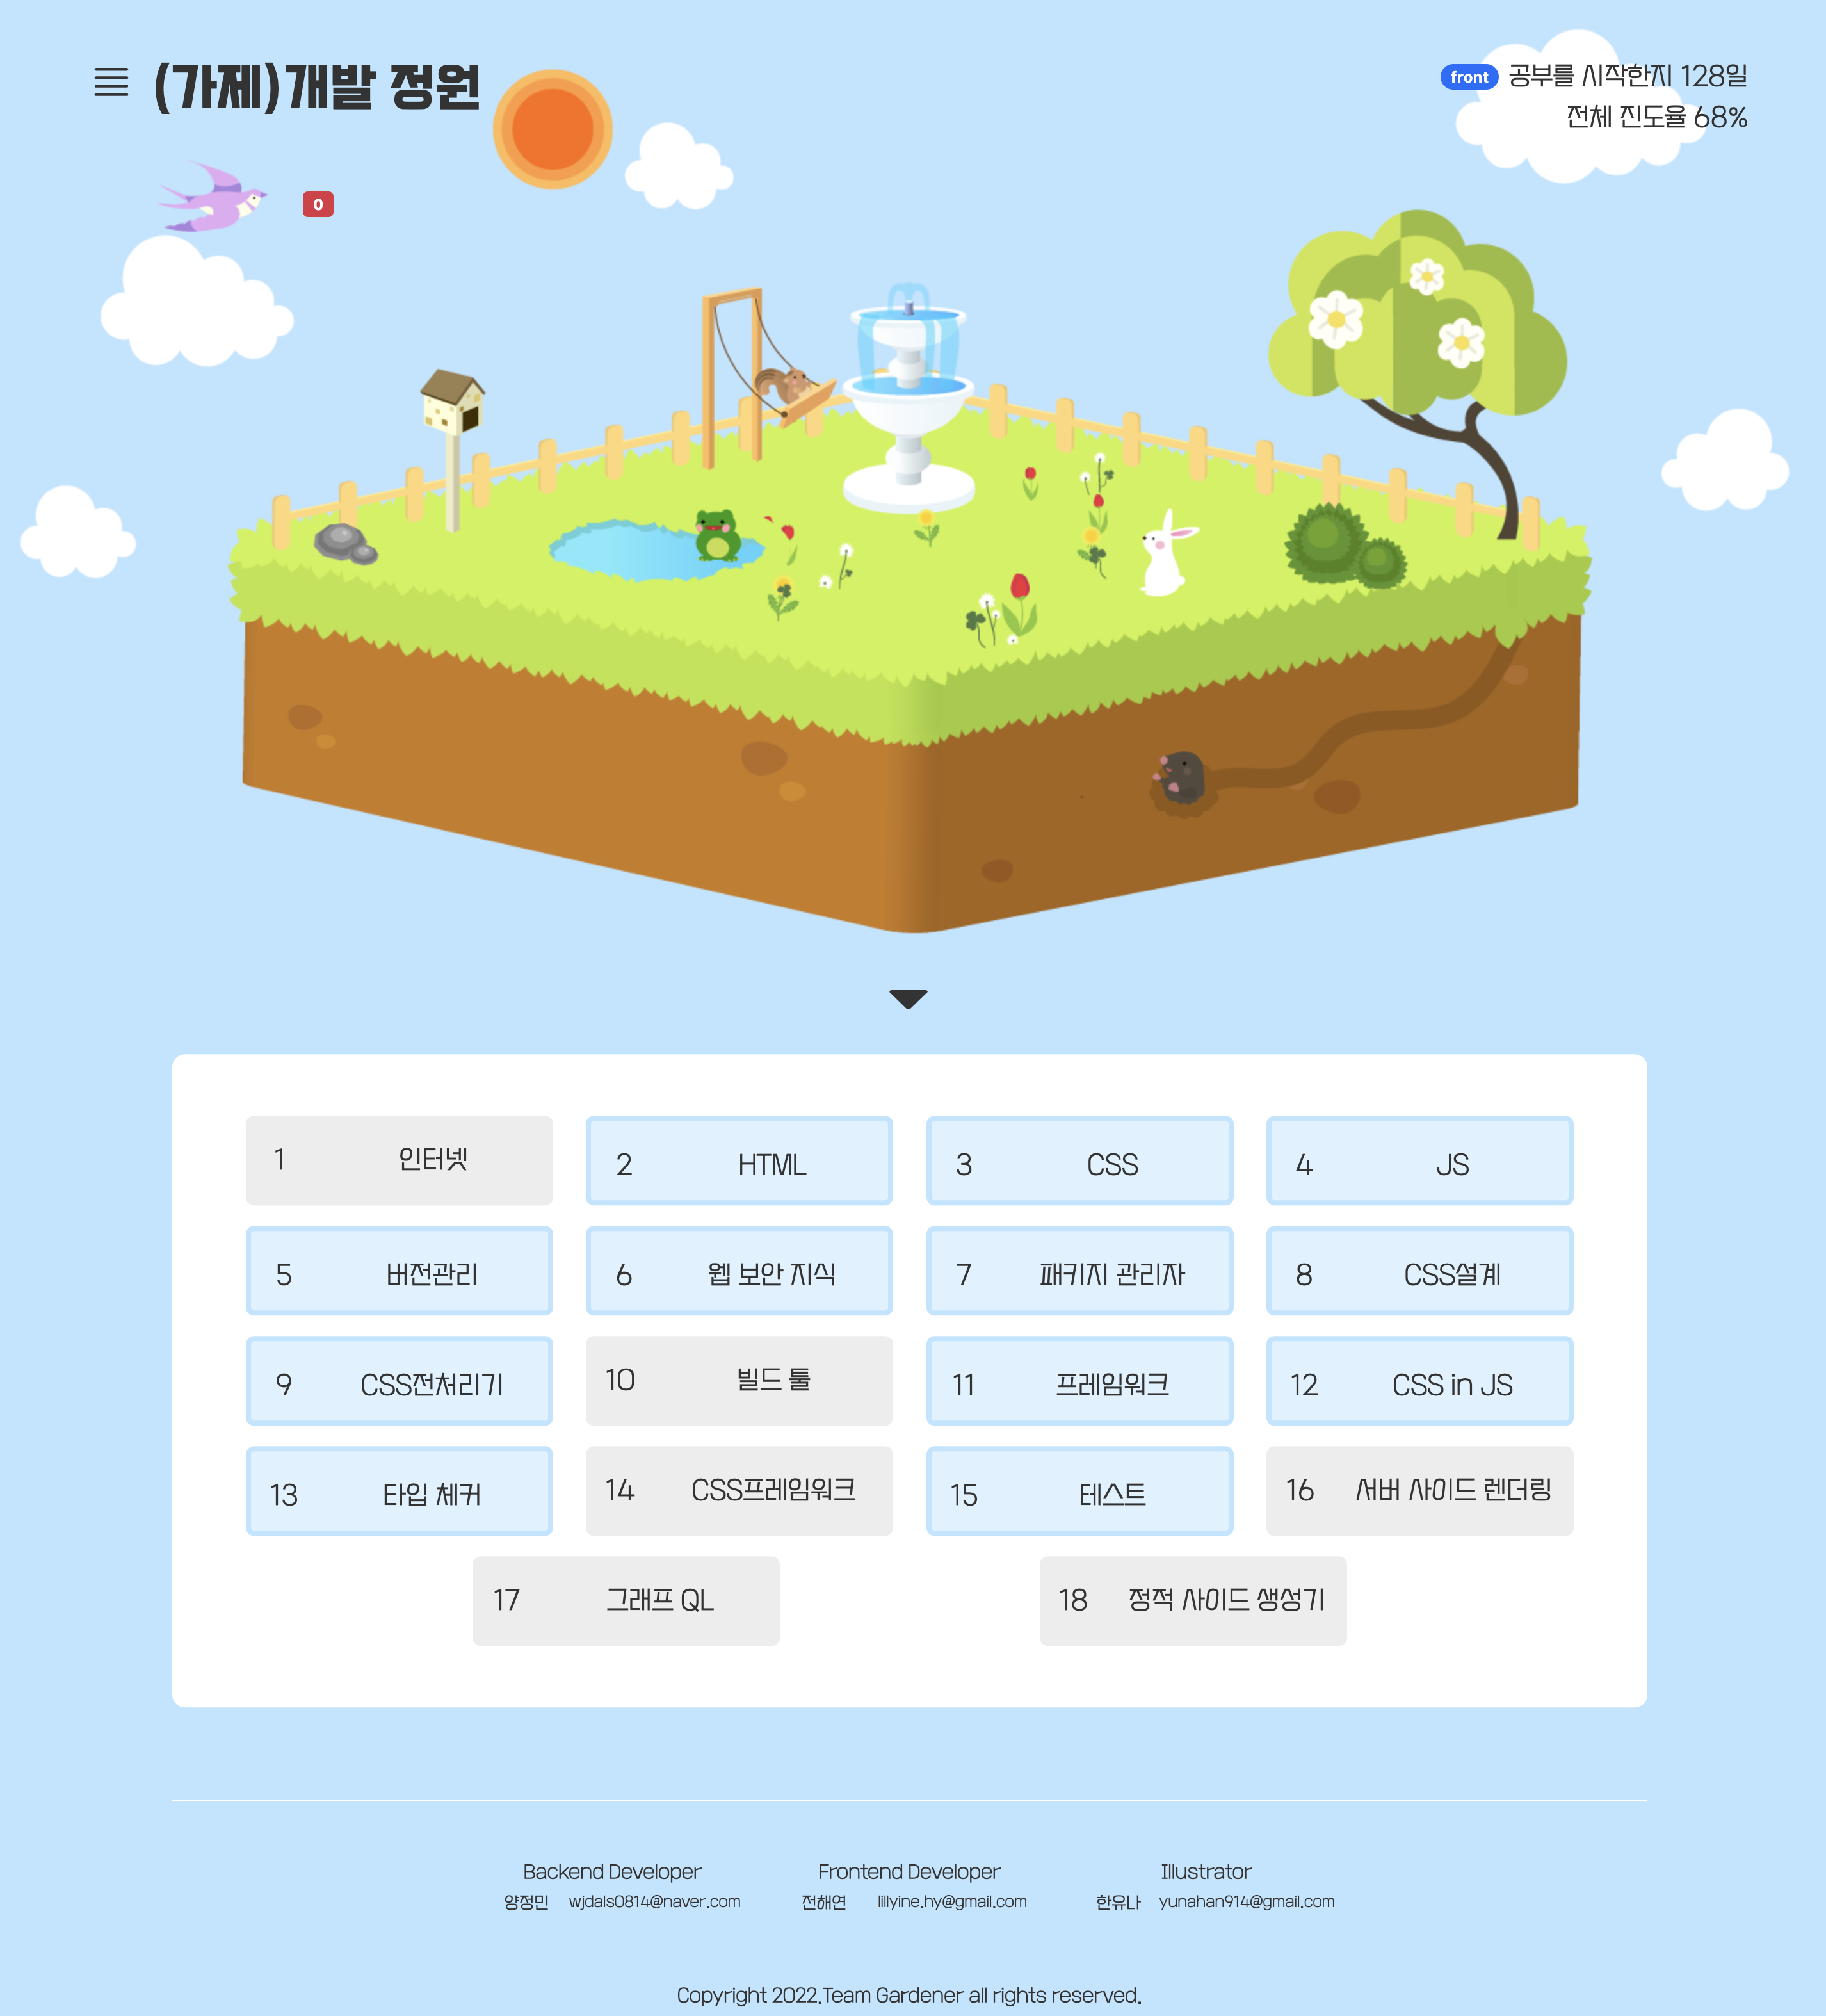 (가제)개발 정원
front 공부를 시작한지 128일
전체 진도율 68%
0
1 인터넷
2 HTML
3 CSS
4 JS
5 버전관리
6 웹 보안 지식
7 패키지 관리자
8 CSS설계
9 CSS전처리기
10 빌드 툴
11 프레임워크
12 CSS in JS
13 타입 체커
14 CSS프레임워크
15 테스트
16 서버 사이드 렌더링
17 그래프 QL
18 정적 사이드 생성기
Backend Developer
양정민 wjdals0814@naver.com
Frontend Developer
전해연 lillyine.hy@gmail.com
Illustrator
한유나 yunahan914@gmail.com
Copyright 2022.Team Gardener all rights reserved.